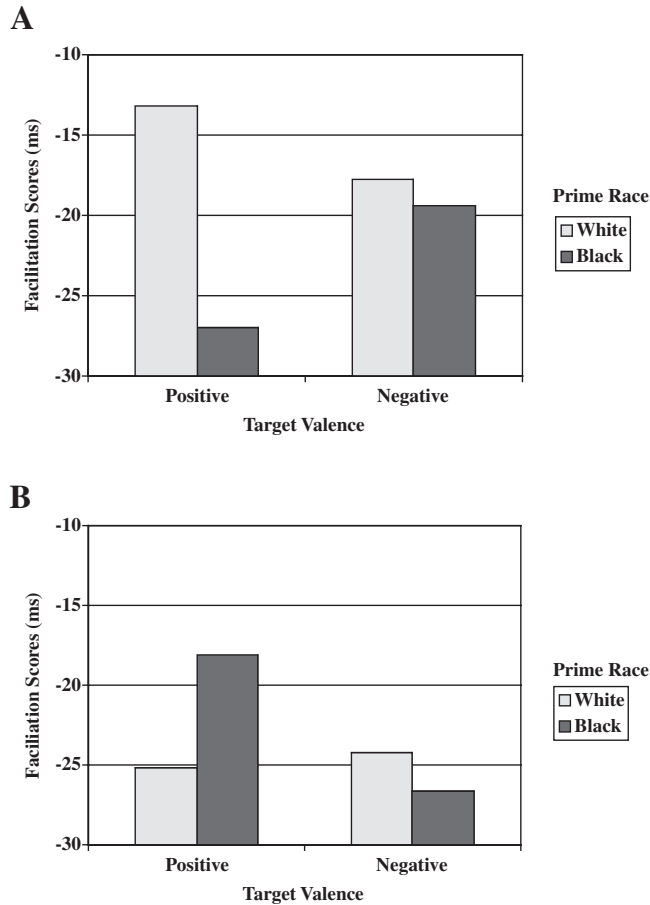 A
-10
-15
-20
-25
-30
Facilitation Scores (ms)
Positive
Negative
Target Valence
Prime Race
White
Black
B
-10
-15
-20
-25
-30
Faciliation Scores (ms)
Positive
Negative
Target Valence
Prime Race
White
Black